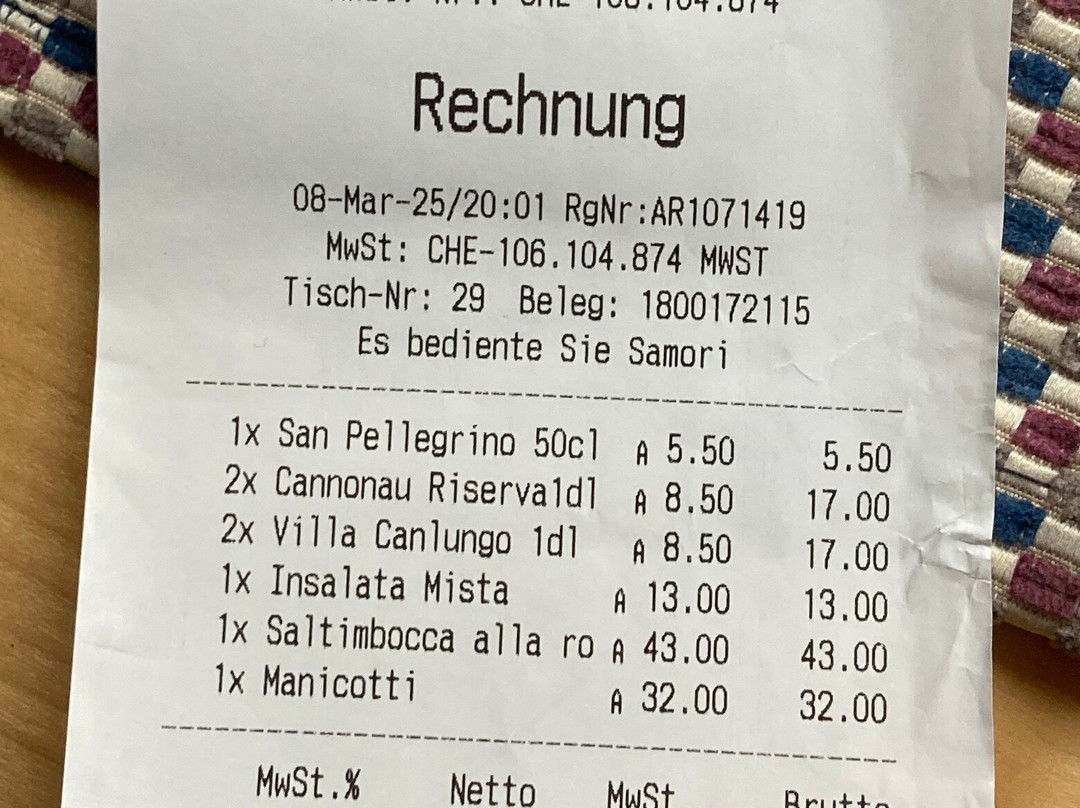 Rechnung
08-Mar-25/20:01 RgNr:AR1071419
MwSt: CHE-106.104.874 MWST
Tisch-Nr: 29 Beleg: 1800172115
Es bediente Sie Samori
1x San Pellegrino 50cl A 5.50 5.50
2x Cannonau Riserva1dl A 8.50 17.00
2x Villa Canlungo 1dl A 8.50 17.00
1x Insalata Mista A 13.00 13.00
1x Saltimbocca alla ro A 43.00 43.00
1x Manicotti A 32.00 32.00
MwSt.% Netto MwSt Brutto